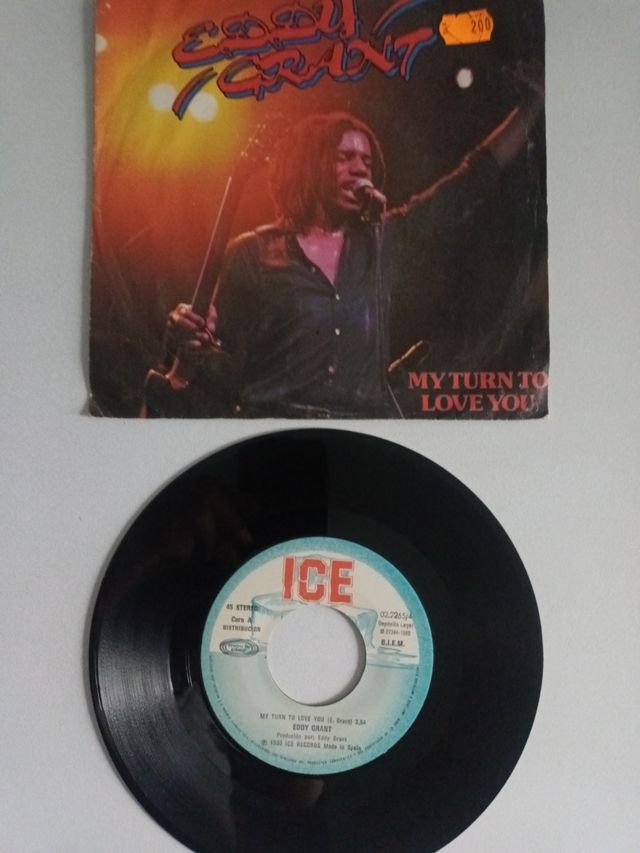 EDDY
GRANT
200
MY TURN TO
LOVE YOU
ICE
45 STEREO
Cara A
DISTRIBUCION
02.2265/4
Depósito Legal
B.I.E.M.
MY TURN TO LOVE YOU (E. Grant) 3,54
EDDY GRANT
Producido por: Eddy Grant
ICE RECORDS Made in Spain